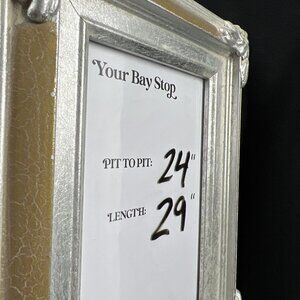 Your Bay Stop
PIT TO PIT: 24"
LENGTH: 29"